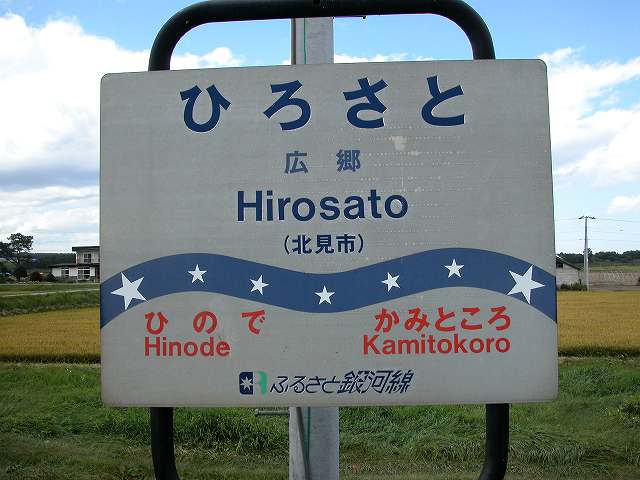 ひろさと
広郷
Hirosato
(北見市)
ひので かみところ
Hinode Kamitokoro
ふるさと銀河線